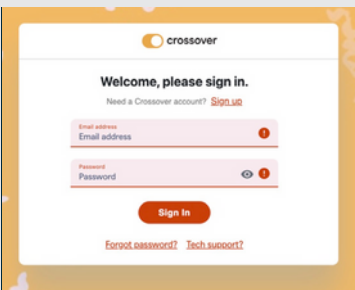 crossover
Welcome, please sign in.
Need a Crossover account? Sign up
Email address
Email address
Password
Password
Sign In
Forgot password? Tech support?